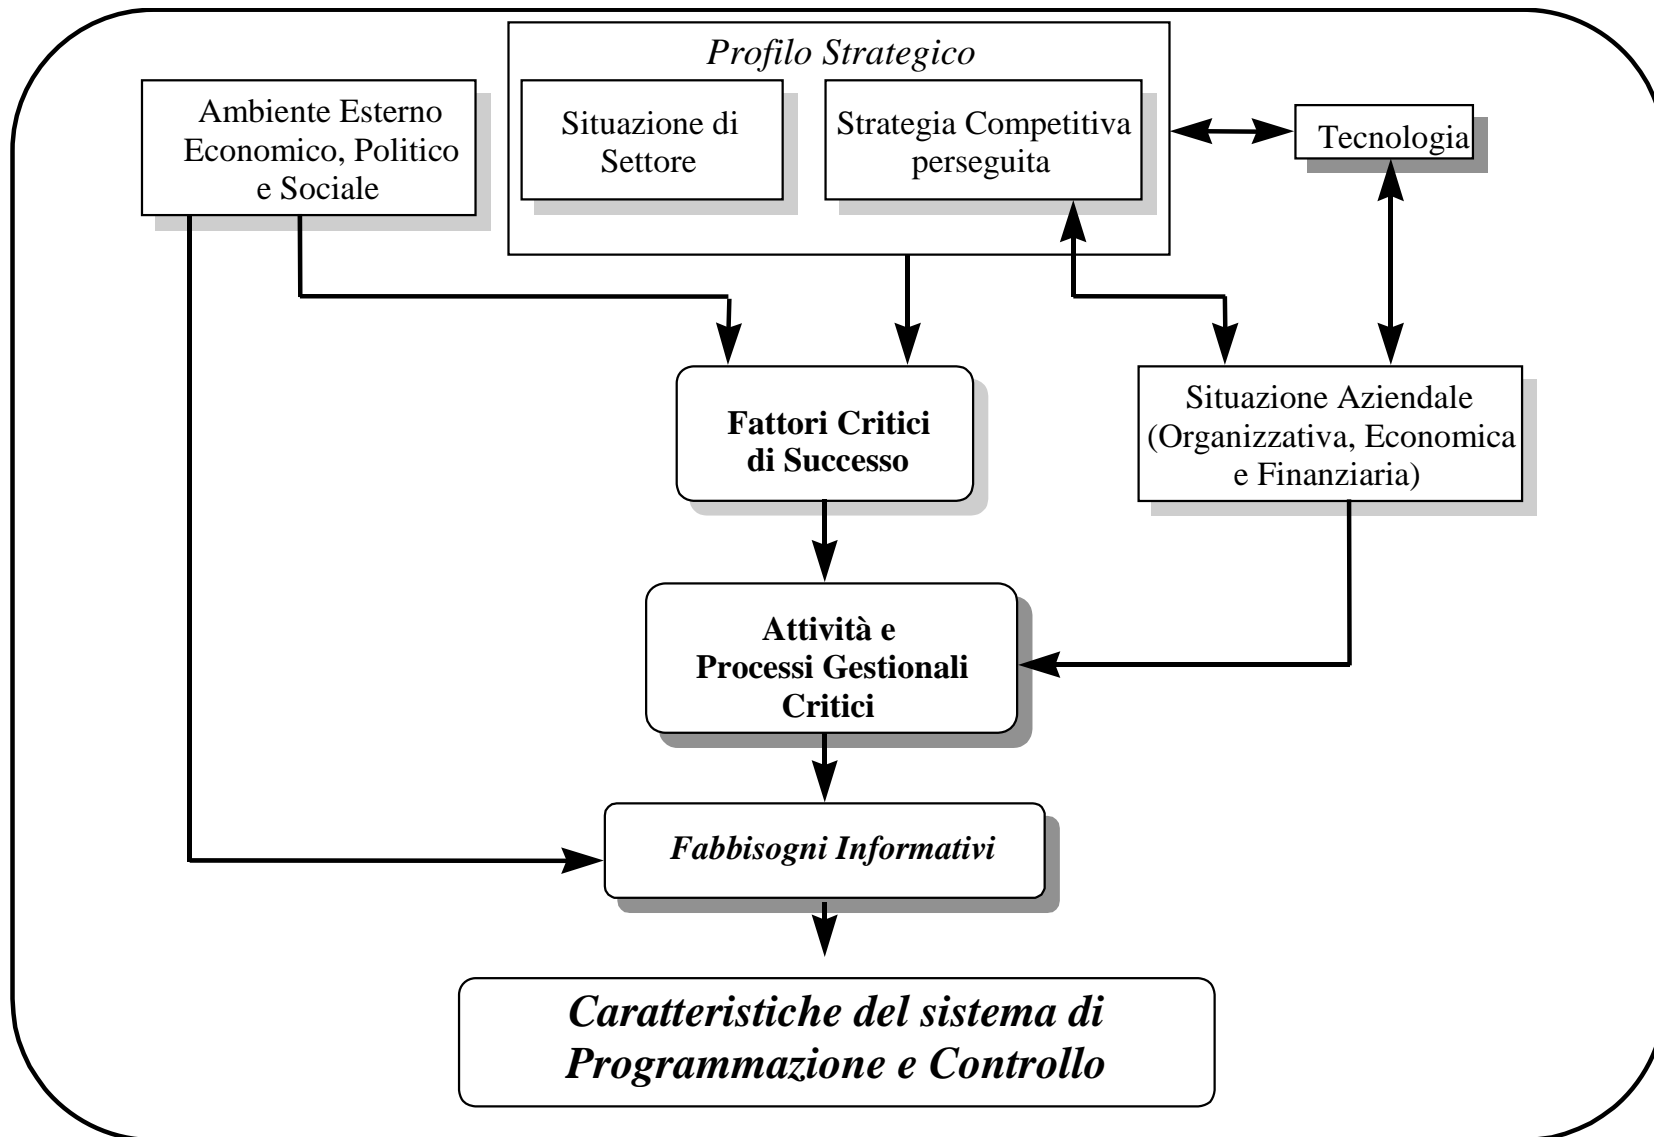 Profilo Strategico
Ambiente Esterno
Economico, Politico
e Sociale
Situazione di
Settore
Strategia Competitiva
perseguita
Tecnologia
Fattori Critici
di Successo
Situazione Aziendale
(Organizzativa, Economica
e Finanziaria)
Attività e
Processi Gestionali
Critici
Fabbisogni Informativi
Caratteristiche del sistema di
Programmazione e Controllo